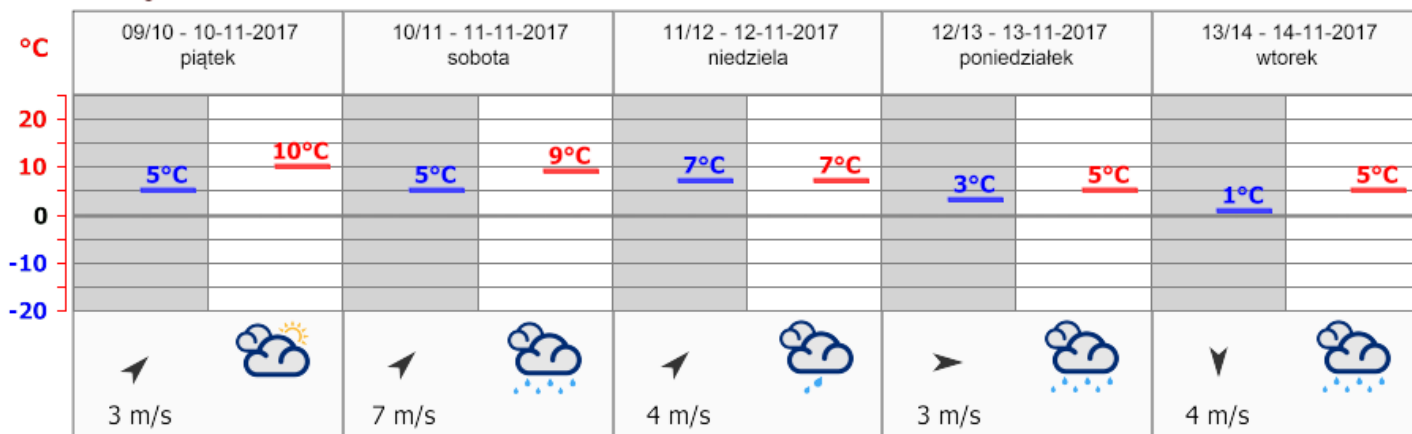 °C
09/10 - 10-11-2017
piątek
10/11 - 11-11-2017
sobota
11/12 - 12-11-2017
niedziela
12/13 - 13-11-2017
poniedziałek
13/14 - 14-11-2017
wtorek
20
10
0
-10
-20
5°C
10°C
5°C
9°C
7°C
7°C
3°C
5°C
1°C
5°C
3 m/s
7 m/s
4 m/s
3 m/s
4 m/s